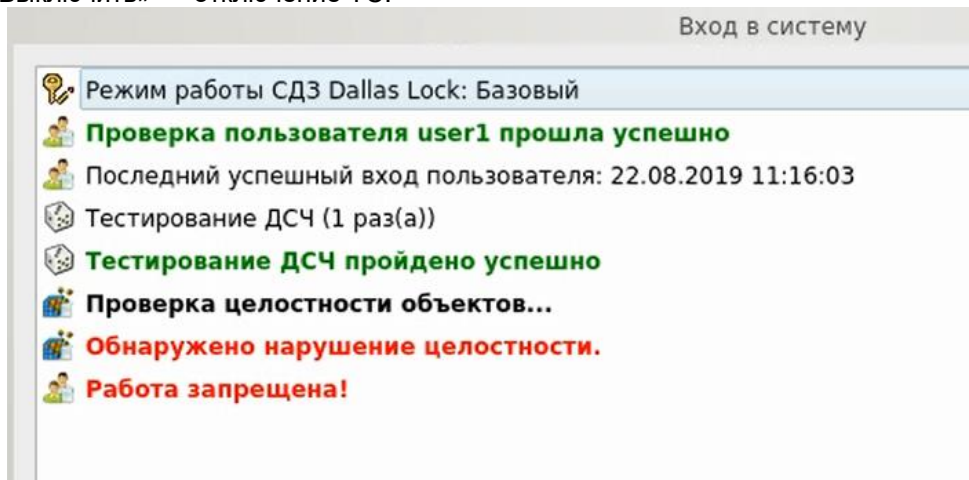 Вход в систему
Режим работы СДЗ Dallas Lock: Базовый
Проверка пользователя user1 прошла успешно
Последний успешный вход пользователя: 22.08.2019 11:16:03
Тестирование ДСЧ (1 раз(а))
Тестирование ДСЧ пройдено успешно
Проверка целостности объектов...
Обнаружено нарушение целостности.
Работа запрещена!